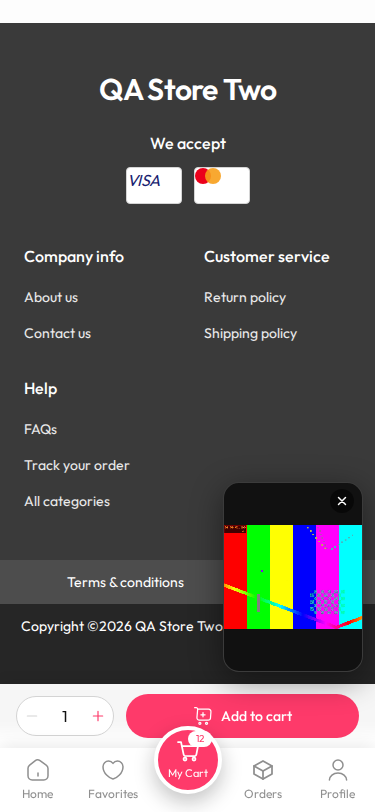 QA Store Two
We accept
VISA
Company info
Customer service
About us
Return policy
Contact us
Shipping policy
Help
FAQs
Track your order
All categories
Terms & conditions
Copyright ©2026 QA Store Two
1
Add to cart
12
My Cart
Home
Favorites
Orders
Profile